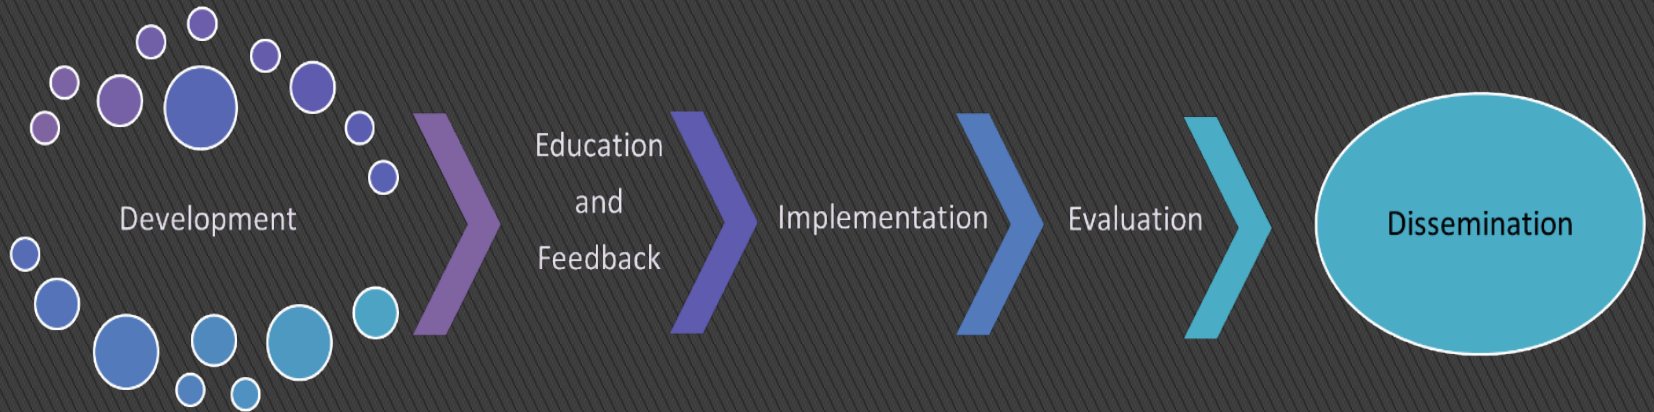 Development
Education
and
Feedback
Implementation
Evaluation
Dissemination